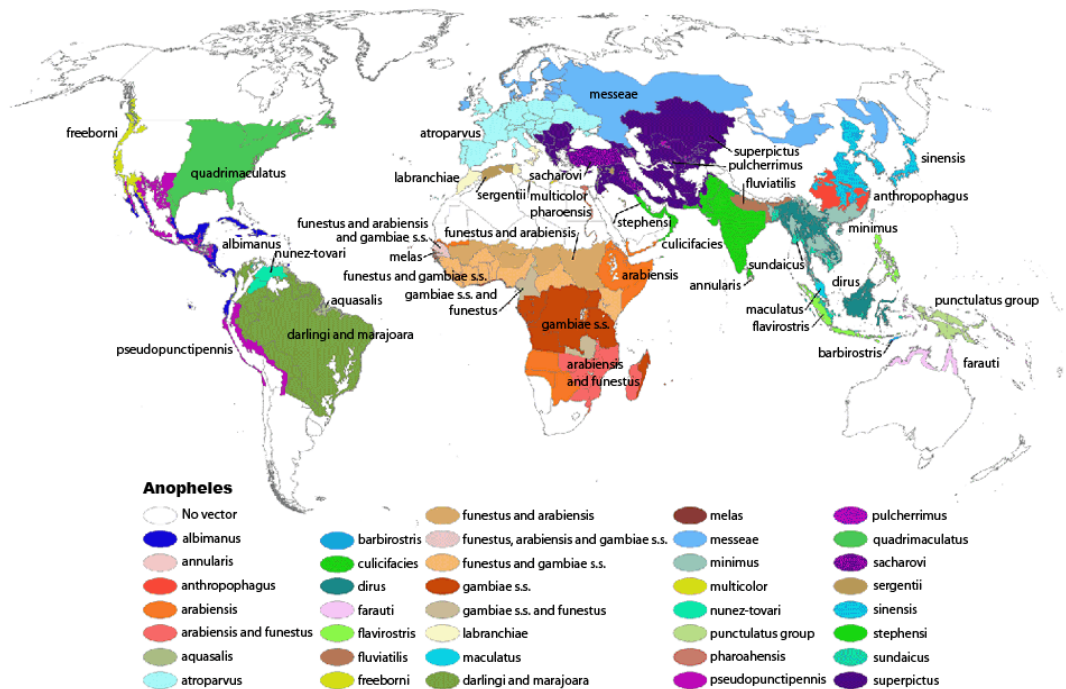 messeae
freeborni
atroparvus
quadrimaculatus
superpictus
pulcherrimus
sinensis
labranchiae
sacharovi
fluviatilis
anthropophagus
sergentii
multicolor
pharoensis
stephensi
minimus
funestus and arabiensis
and gambiae s.s.
funestus and arabiensis
culicifacies
albimanus
nunez-tovari
melas
sundaicus
arabiensis
funestus and gambiae s.s.
annularis
dirus
gambiae s.s. and
funestus
aquasalis
maculatus
punctulatus group
flavirostris
gambiae s.s.
darlingi and marajoara
pseudopunctipennis
barbirostris
arabiensis
and funestus
farauti
Anopheles
No vector
albimanus
annularis
anthropophagus
arabiensis
arabiensis and funestus
aquasalis
atroparvus
barbirostris
culicifacies
dirus
farauti
flavirostris
fluviatilis
freeborni
funestus and arabiensis
funestus, arabiensis and gambiae s.s.
funestus and gambiae s.s.
gambiae s.s.
gambiae s.s. and funestus
labranchiae
maculatus
darlingi and marajoara
melas
messeae
minimus
multicolor
nunez-tovari
punctulatus group
pharoahensis
pseudopunctipennis
pulcherrimus
quadrimaculatus
sacharovi
sergentii
sinensis
stephensi
sundaicus
superpictus